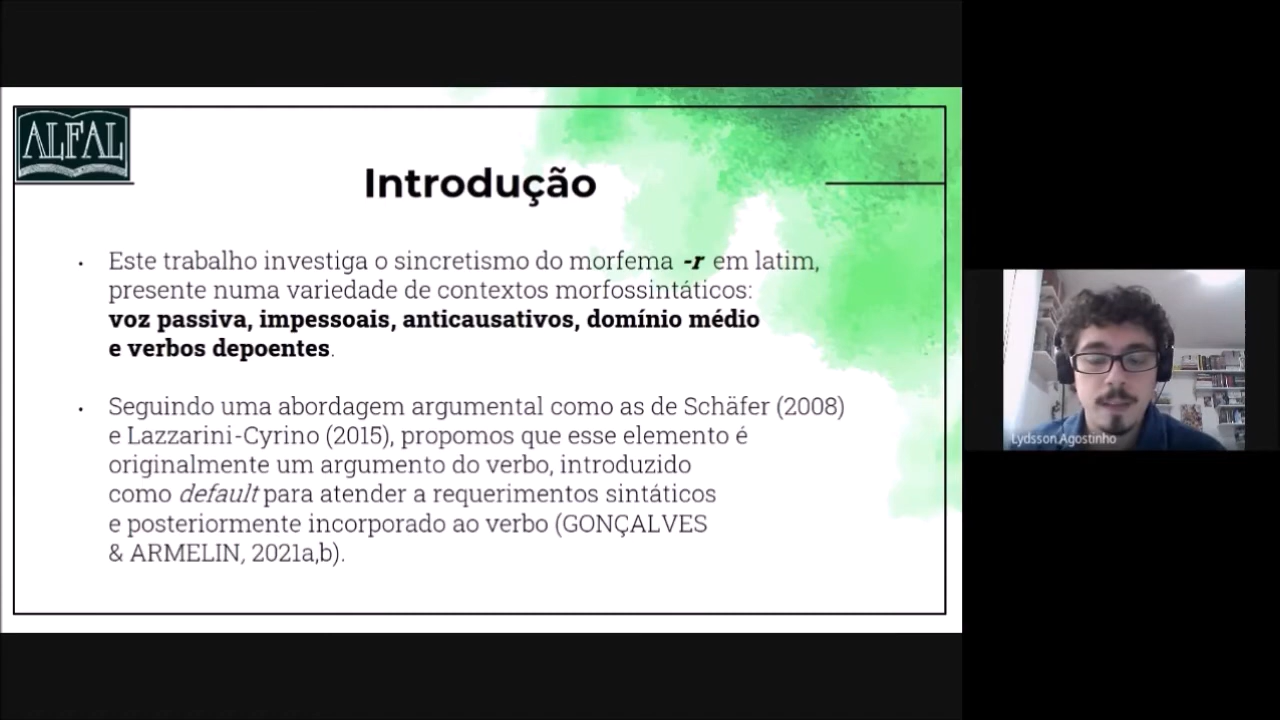 ALFAL
Introdução
• Este trabalho investiga o sincretismo do morfema -r em latim,
presente numa variedade de contextos morfossintáticos:
voz passiva, impessoais, anticausativos, domínio médio
e verbos depoentes.
• Seguindo uma abordagem argumental como as de Schäfer (2008)
e Lazzarini-Cyrino (2015), propomos que esse elemento é
originalmente um argumento do verbo, introduzido
como default para atender a requerimentos sintáticos
e posteriormente incorporado ao verbo (GONÇALVES
& ARMELIN, 2021a,b).
Lydsson Agostinho